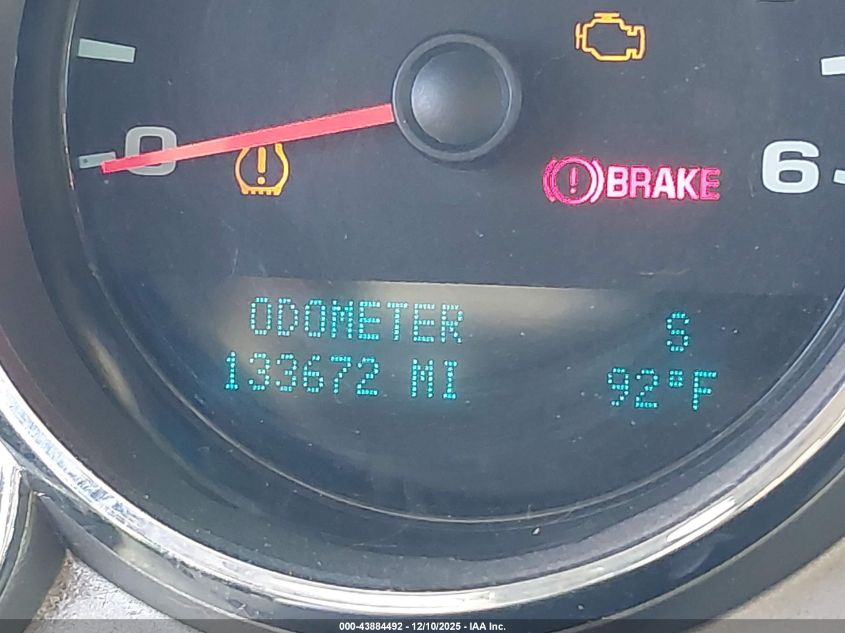 0
! 
(!) BRAKE
6
ODOMETER S
133672 MI 92°F
000-43884492 - 12/10/2025 - IAA Inc.